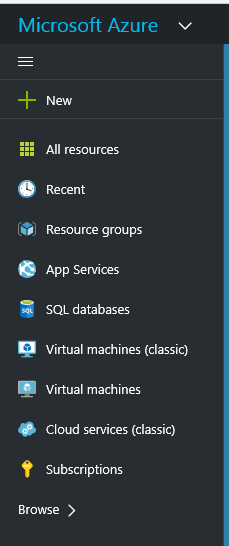 Microsoft Azure
New
All resources
Recent
Resource groups
App Services
SQL databases
Virtual machines (classic)
Virtual machines
Cloud services (classic)
Subscriptions
Browse